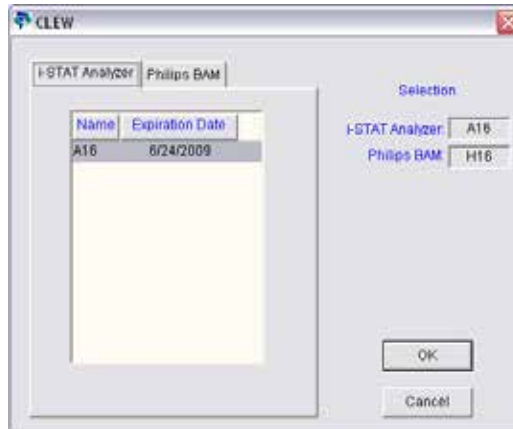 CLEW
i-STAT Analyzer Philips BAM
Name Expiration Date
A16 6/24/2009
Selection
i-STAT Analyzer: A16
Philips BAM: H16
OK
Cancel